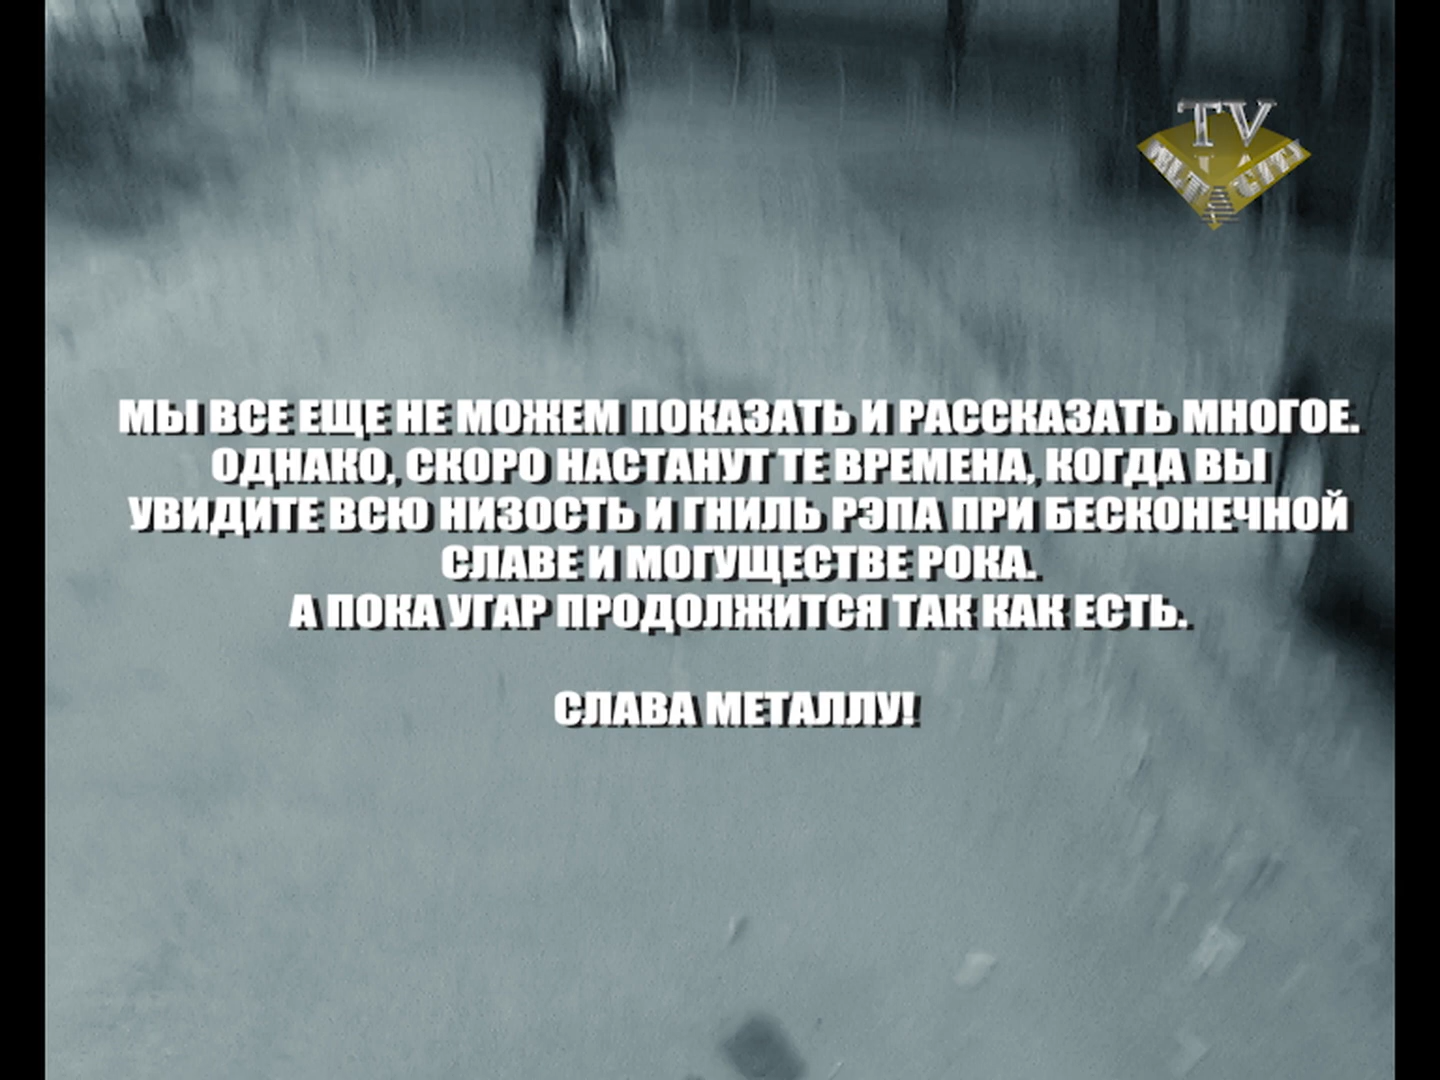 TV
CITY
МЫ ВСЕ ЕЩЕ НЕ МОЖЕМ ПОКАЗАТЬ И РАССКАЗАТЬ МНОГОЕ.
ОДНАКО, СКОРО НАСТАНУТ ТЕ ВРЕМЕНА, КОГДА ВЫ
УВИДИТЕ ВСЮ НИЗОСТЬ И ГНИЛЬ РЭПА ПРИ БЕСКОНЕЧНОЙ
СЛАВЕ И МОГУЩЕСТВЕ РОКА.
А ПОКА УГАР ПРОДОЛЖИТСЯ ТАК КАК ЕСТЬ.
СЛАВА МЕТАЛЛУ!